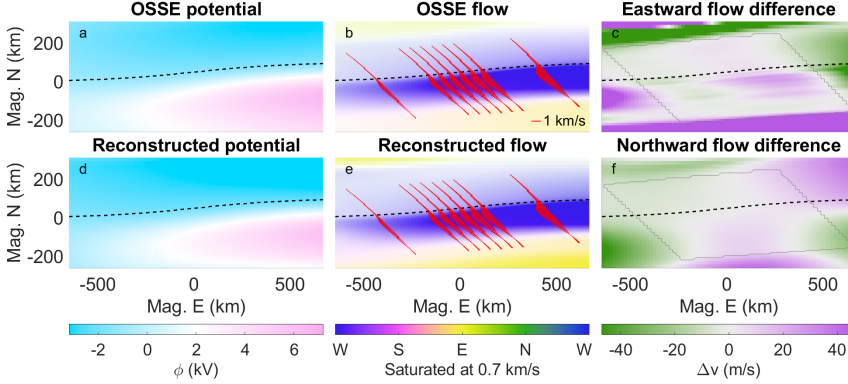 OSSE potential
OSSE flow
Eastward flow difference
Mag. N (km)
200
0
-200
a
b
1 km/s
c
Reconstructed potential
Reconstructed flow
Northward flow difference
Mag. N (km)
200
0
-200
d
e
f
-500 0 500
-500 0 500
-500 0 500
Mag. E (km)
Mag. E (km)
Mag. E (km)
-2 0 2 4 6
W S E N W
-40 -20 0 20 40
ϕ (kV)
Saturated at 0.7 km/s
Δv (m/s)